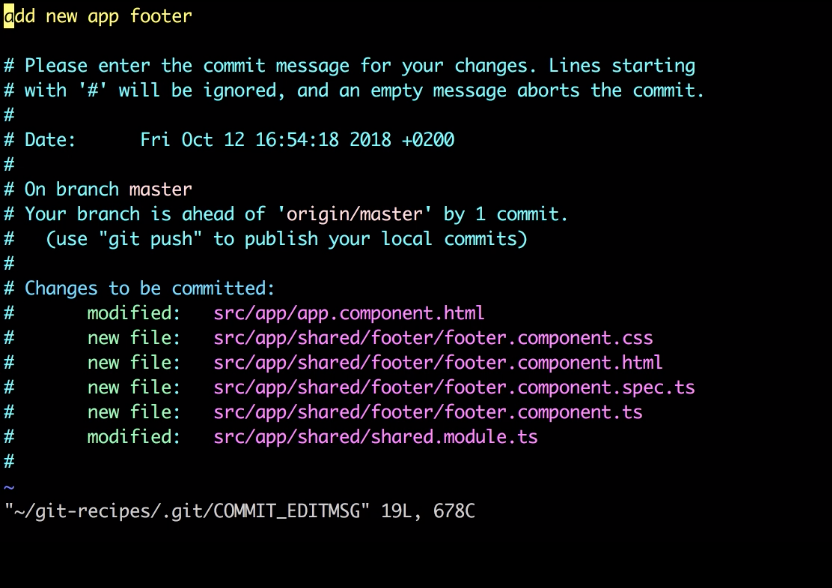 add new app footer

# Please enter the commit message for your changes. Lines starting
# with '#' will be ignored, and an empty message aborts the commit.
#
# Date:      Fri Oct 12 16:54:18 2018 +0200
#
# On branch master
# Your branch is ahead of 'origin/master' by 1 commit.
#   (use "git push" to publish your local commits)
#
# Changes to be committed:
#       modified:   src/app/app.component.html
#       new file:   src/app/shared/footer/footer.component.css
#       new file:   src/app/shared/footer/footer.component.html
#       new file:   src/app/shared/footer/footer.component.spec.ts
#       new file:   src/app/shared/footer/footer.component.ts
#       modified:   src/app/shared/shared.module.ts
#
~
"~/git-recipes/.git/COMMIT_EDITMSG" 19L, 678C